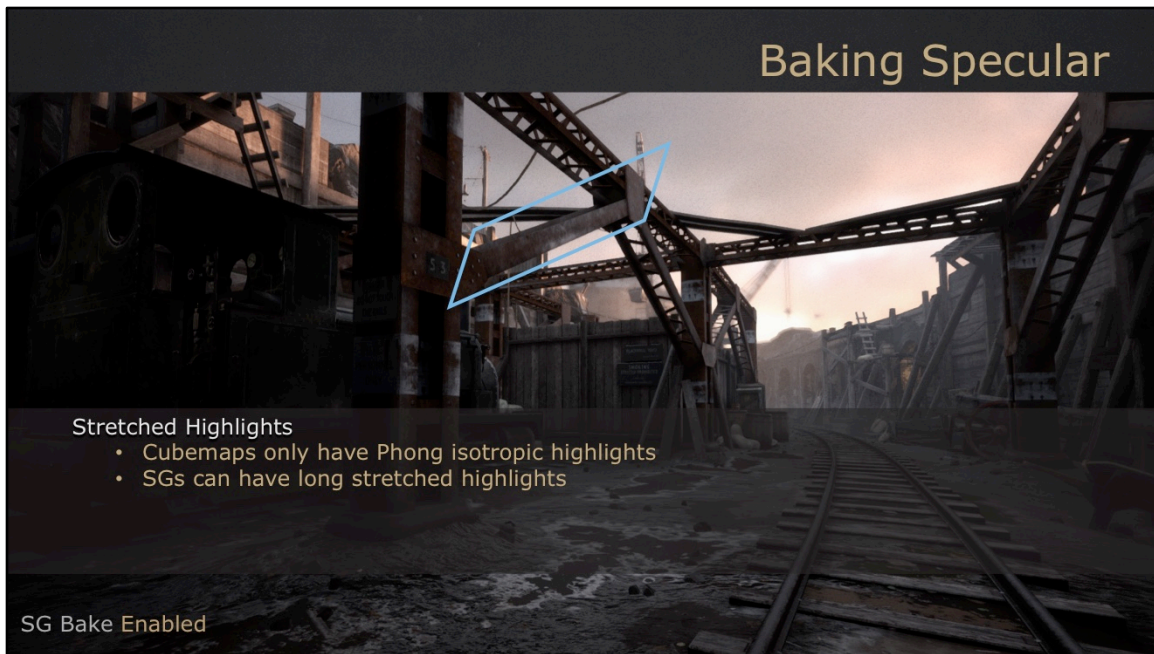 Baking Specular
53
Stretched Highlights
• Cubemaps only have Phong isotropic highlights
• SGs can have long stretched highlights
SG Bake Enabled